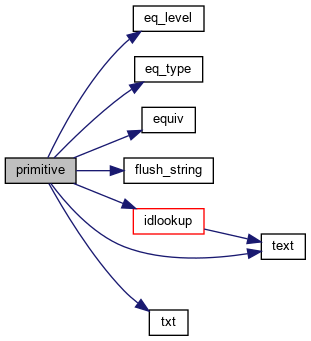 eq_level
eq_type
equiv
primitive
flush_string
idlookup
text
txt